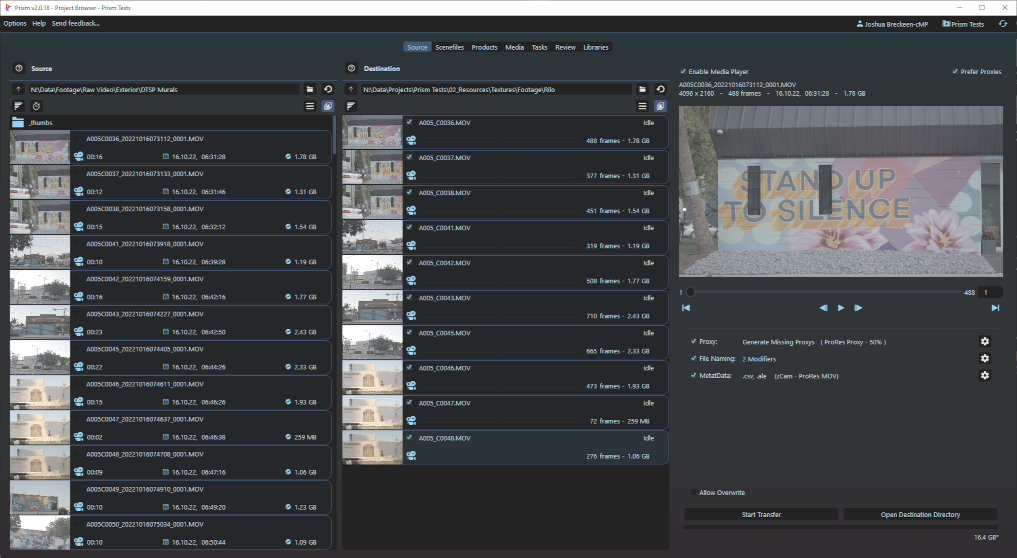 Prism v2.0.18 - Project Browser - Prism Tests
Options Help Send feedback...
Joshua Breckeen-cMP Prism Tests
Source Scenefiles Products Media Tasks Review Libraries
Source
N:\Data\Footage\Raw Video\Exterior\DTSP Murals
_thumbs
A005C0036_20221016073112_0001.MOV
00:16 16.10.22, 06:31:28 1.78 GB
A005C0037_20221016073133_0001.MOV
00:12 16.10.22, 06:31:46 1.31 GB
A005C0038_20221016073158_0001.MOV
00:15 16.10.22, 06:32:12 1.54 GB
A005C0041_20221016073918_0001.MOV
00:10 16.10.22, 06:39:28 1.19 GB
A005C0042_20221016074159_0001.MOV
00:16 16.10.22, 06:42:16 1.77 GB
A005C0043_20221016074227_0001.MOV
00:23 16.10.22, 06:42:50 2.43 GB
A005C0045_20221016074405_0001.MOV
00:22 16.10.22, 06:44:26 2.33 GB
A005C0046_20221016074611_0001.MOV
00:15 16.10.22, 06:46:26 1.93 GB
A005C0047_20221016074637_0001.MOV
00:02 16.10.22, 06:46:38 259 MB
A005C0048_20221016074708_0001.MOV
00:09 16.10.22, 06:47:16 1.06 GB
A005C0049_20221016074910_0001.MOV
00:10 16.10.22, 06:49:20 1.23 GB
A005C0050_20221016075034_0001.MOV
00:10 16.10.22, 06:50:44 1.09 GB
Destination
N:\Data\Projects\Prism Tests\02_Resources\Textures\Footage\Rilo
A005_C0036.MOV Idle
488 frames - 1.78 GB
A005_C0037.MOV Idle
377 frames - 1.31 GB
A005_C0038.MOV Idle
451 frames - 1.54 GB
A005_C0041.MOV Idle
319 frames - 1.19 GB
A005_C0042.MOV Idle
508 frames - 1.77 GB
A005_C0043.MOV Idle
710 frames - 2.43 GB
A005_C0045.MOV Idle
665 frames - 2.33 GB
A005_C0046.MOV Idle
473 frames - 1.93 GB
A005_C0047.MOV Idle
72 frames - 259 MB
A005_C0048.MOV Idle
276 frames - 1.06 GB
Enable Media Player Prefer Proxies
A005C0036_20221016073112_0001.MOV
4096 x 2160 - 488 frames - 16.10.22, 06:31:28 - 1.78 GB
STAND UP
TO SILENCE
1 488 1
Proxy: Generate Missing Proxys ( ProRes Proxy - 50% )
File Naming: 2 Modifiers
MetaData: .csv, .ale (zCam - ProRes MOV)
Allow Overwrite
Start Transfer Open Destination Directory
16.4 GB*